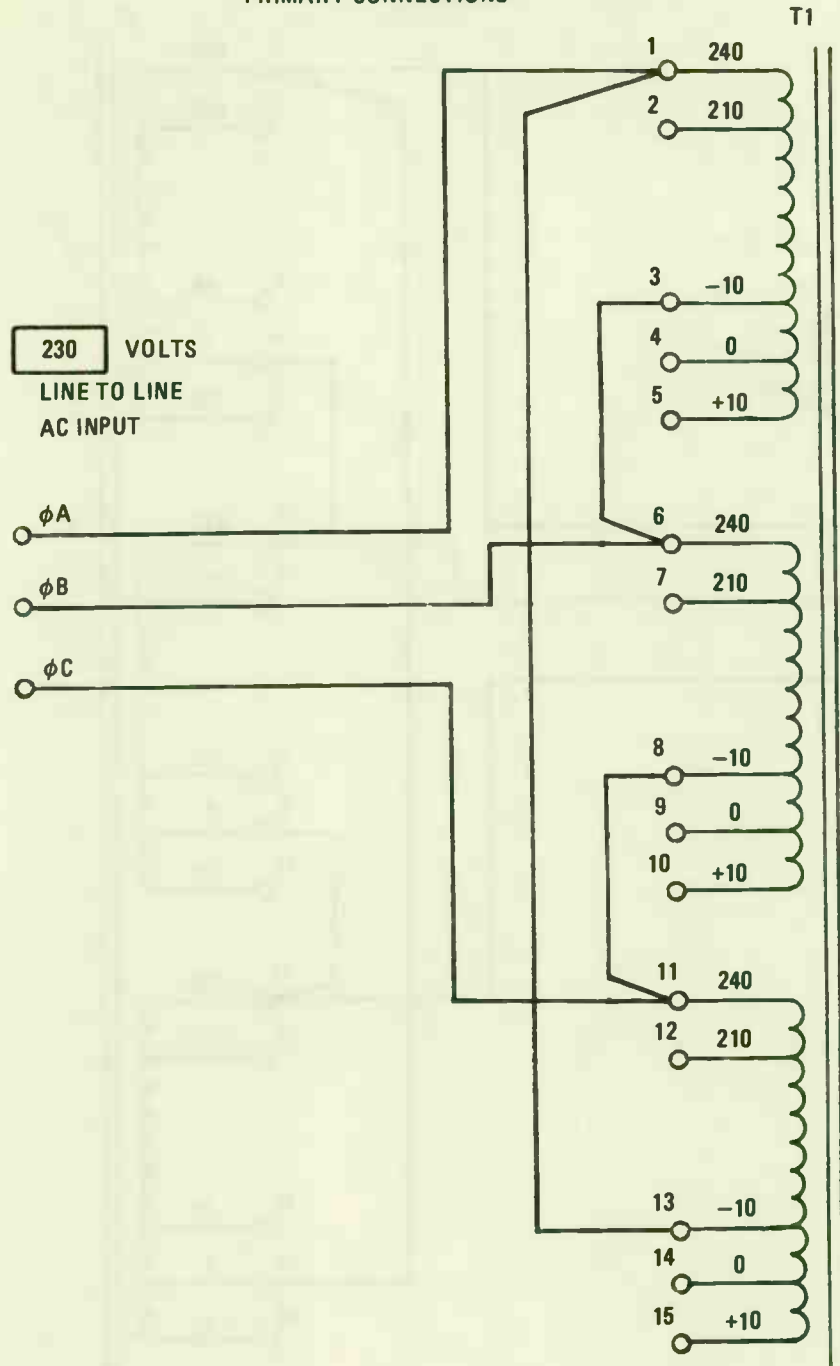 PRIMARY CONNECTIONS
T1
1 240
2 210
3 −10
230 VOLTS
4 0
LINE TO LINE
5 +10
AC INPUT
φA
6 240
φB
7 210
φC
8 −10
9 0
10 +10
11 240
12 210
13 −10
14 0
15 +10